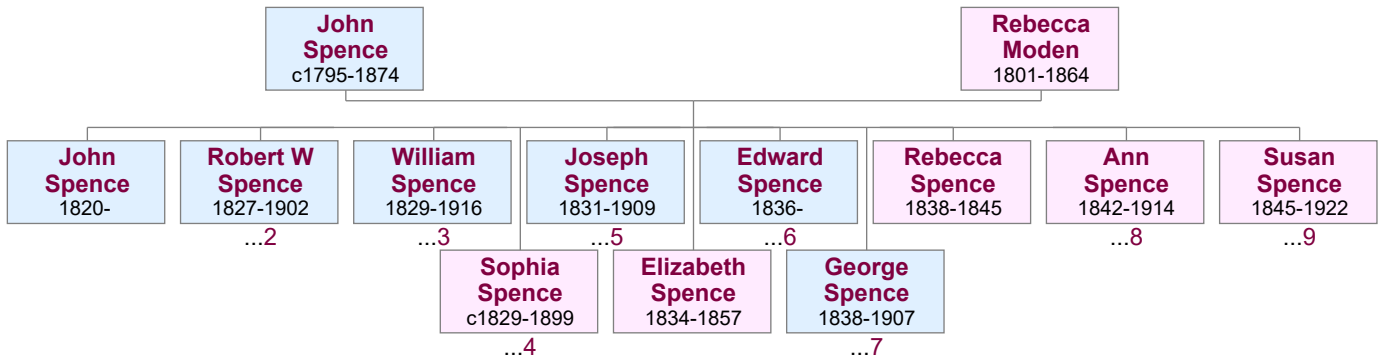 John
Spence
c1795-1874
Rebecca
Moden
1801-1864
John
Spence
1820-
Robert W
Spence
1827-1902
...2
William
Spence
1829-1916
...3
Joseph
Spence
1831-1909
...5
Edward
Spence
1836-
...6
Rebecca
Spence
1838-1845
Ann
Spence
1842-1914
...8
Susan
Spence
1845-1922
...9
Sophia
Spence
c1829-1899
...4
Elizabeth
Spence
1834-1857
George
Spence
1838-1907
...7